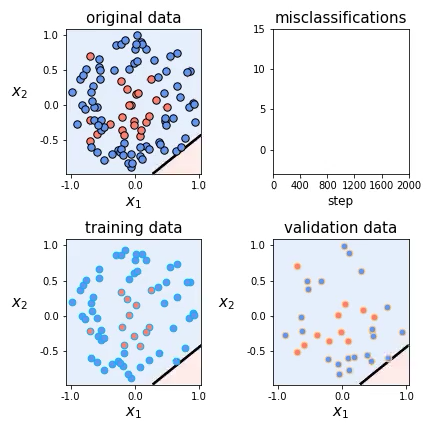 original data
misclassifications
1.0
0.5
0.0
-0.5
x2
-1.0 0.0 1.0
x1
15
10
5
0
0 400 800 1200 1600 2000
step
training data
validation data
1.0
0.5
0.0
-0.5
x2
-1.0 0.0 1.0
x1
1.0
0.5
0.0
-0.5
x2
-1.0 0.0 1.0
x1